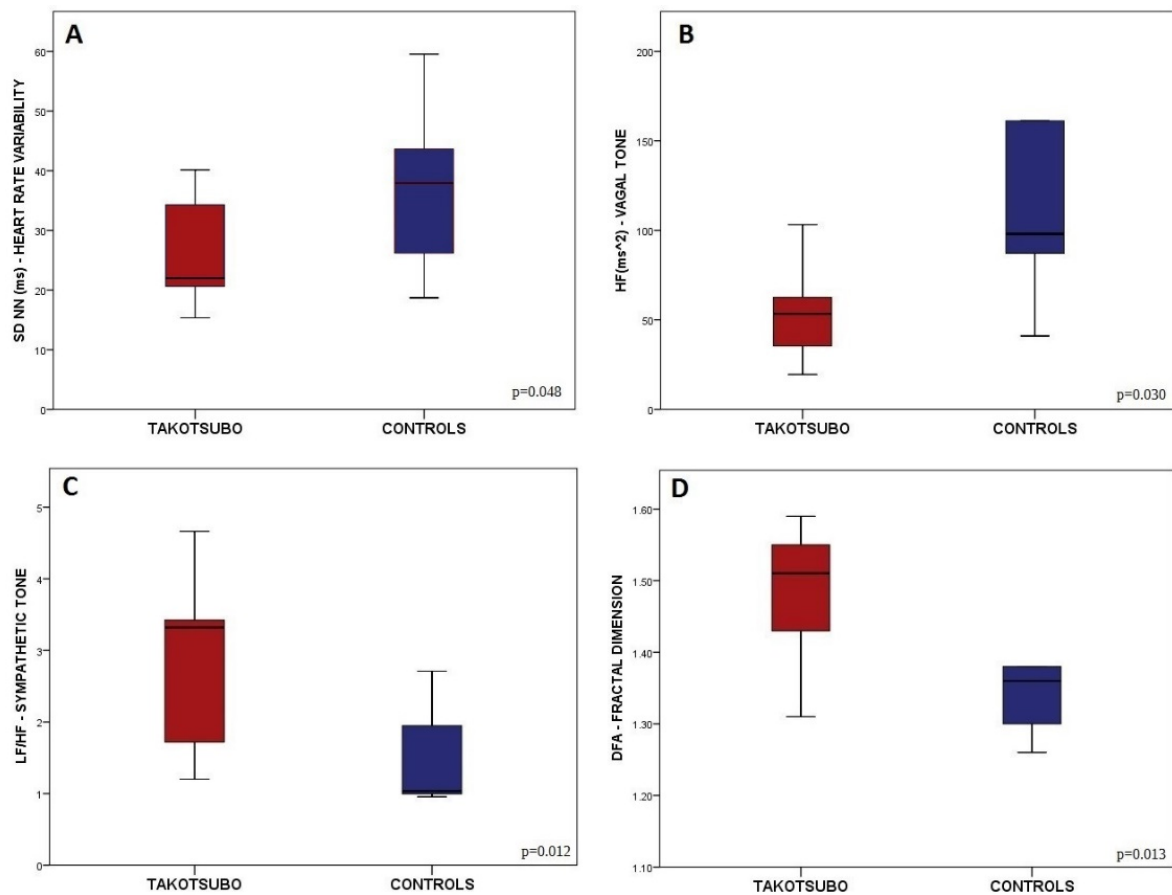 A
SD NN (ms) - HEART RATE VARIABILITY
60
50
40
30
20
10
0
p=0.048
TAKOTSUBO CONTROLS
B
HF(ms^2) - VAGAL TONE
200
150
100
50
0
p=0.030
TAKOTSUBO CONTROLS
C
LF/HF - SYMPATHETIC TONE
5
4
3
2
1
0
p=0.012
TAKOTSUBO CONTROLS
D
DFA - FRACTAL DIMENSION
1.60
1.50
1.40
1.30
1.20
1.10
p=0.013
TAKOTSUBO CONTROLS